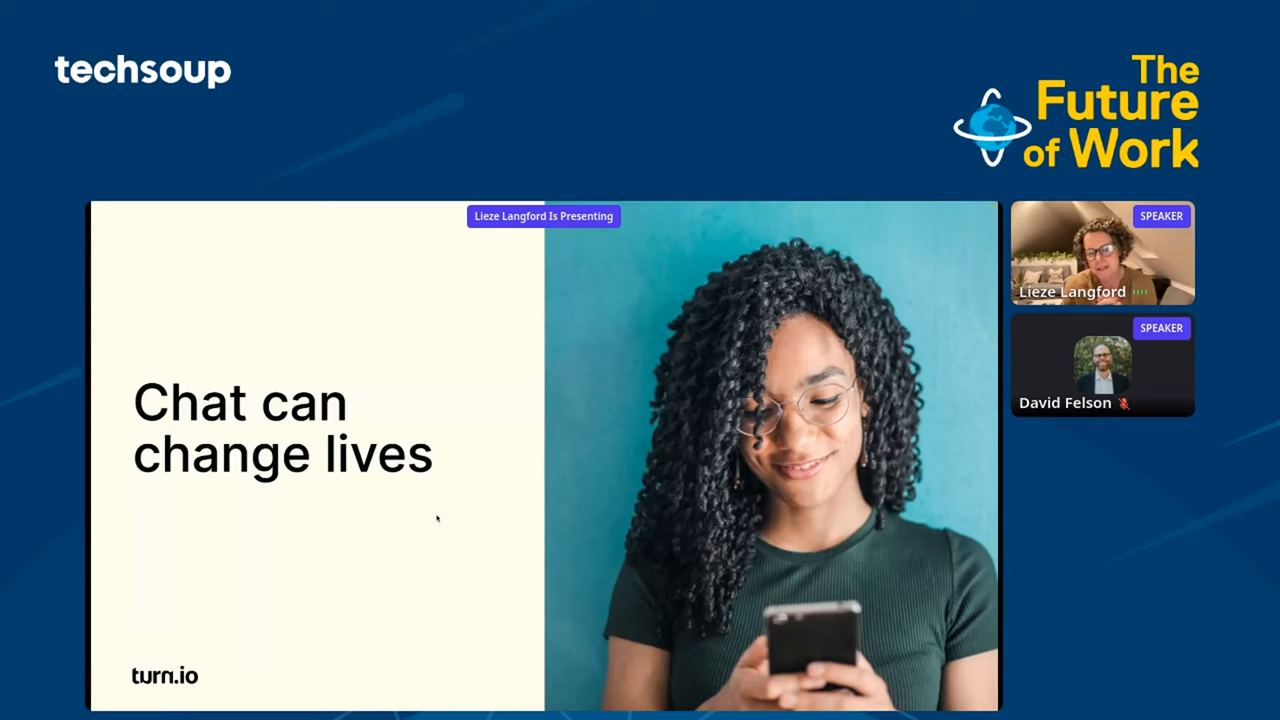 techsoup
The
Future
of Work
Lieze Langford Is Presenting
SPEAKER
Lieze Langford
SPEAKER
David Felson
Chat can
change lives
turn.io